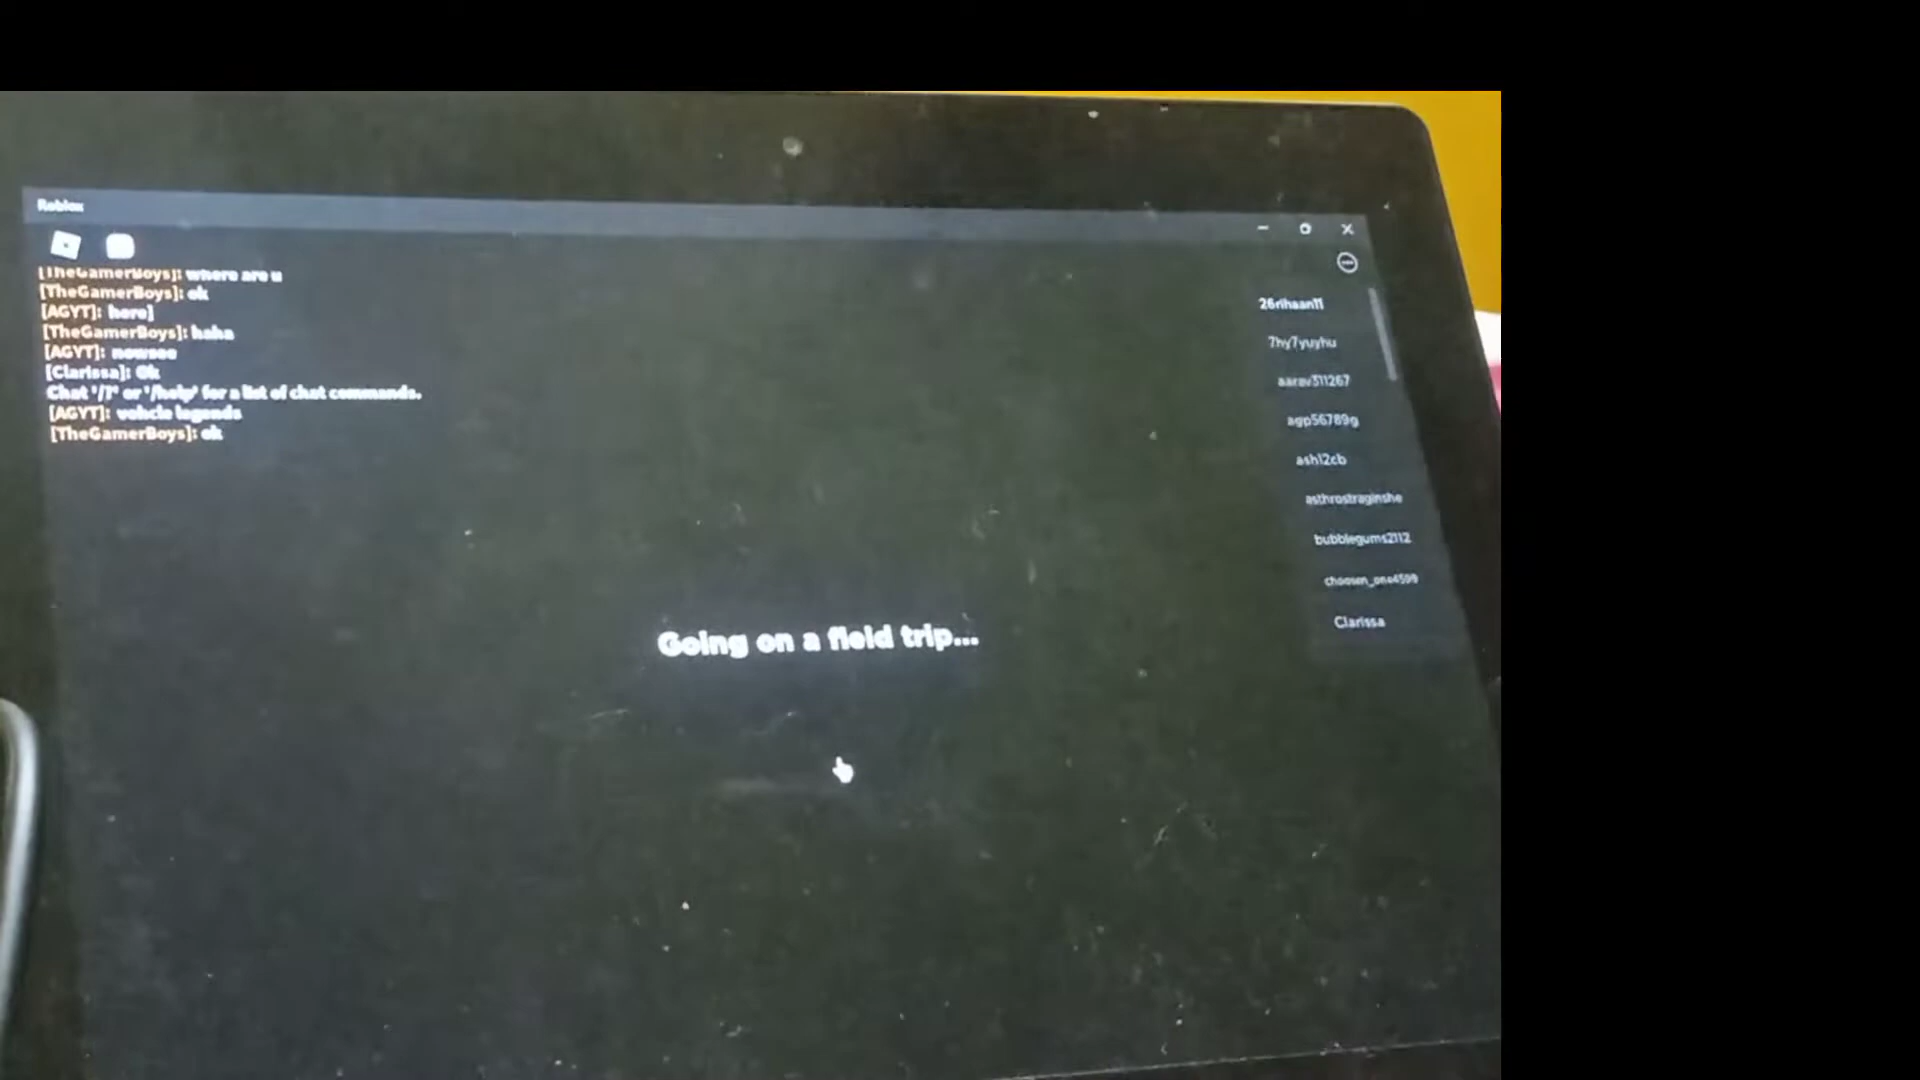 Roblox
[TheGamerBoys]: where are u
[TheGamerBoys]: ok
[AGYT]: here]
[TheGamerBoys]: haha
[AGYT]: nowsee
[Clarissa]: Ok
Chat '/?' or '/help' for a list of chat commands.
[AGYT]: vehcle legends
[TheGamerBoys]: ok
26rihaan11
7hy7yuyhu
aarav311267
agp56789g
ash12cb
asthrostraginshe
bubblegums2112
choosen_one4599
Clarissa
Going on a field trip...